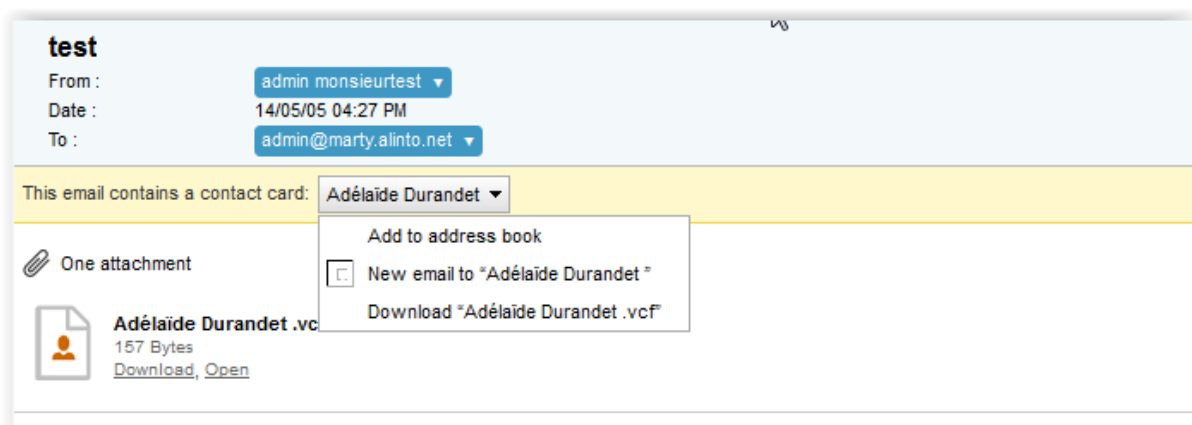 test
From : admin monsieurtest
Date : 14/05/05 04:27 PM
To : admin@marty.alinto.net
This email contains a contact card: Adélaïde Durandet
Add to address book
New email to “Adélaïde Durandet ”
Download “Adélaïde Durandet .vcf”
One attachment
Adélaïde Durandet .vc
157 Bytes
Download, Open